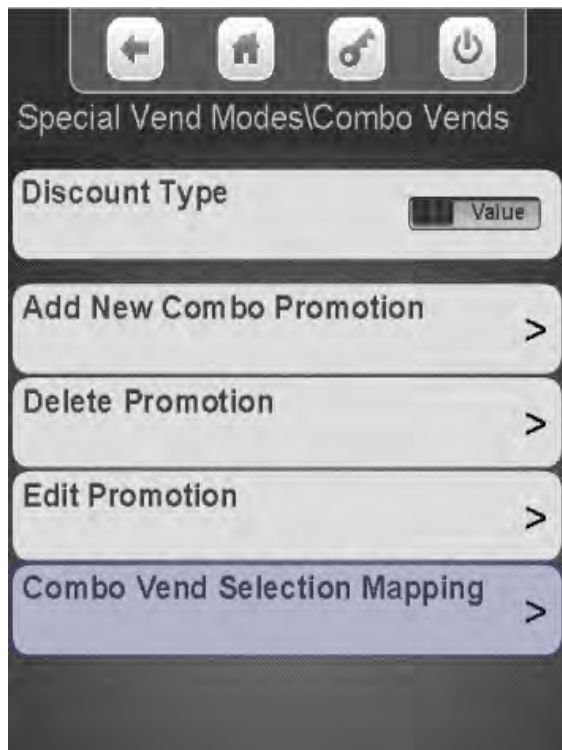 Special Vend Modes\Combo Vends
Discount Type
Value
Add New Combo Promotion
>
Delete Promotion
>
Edit Promotion
>
Combo Vend Selection Mapping
>